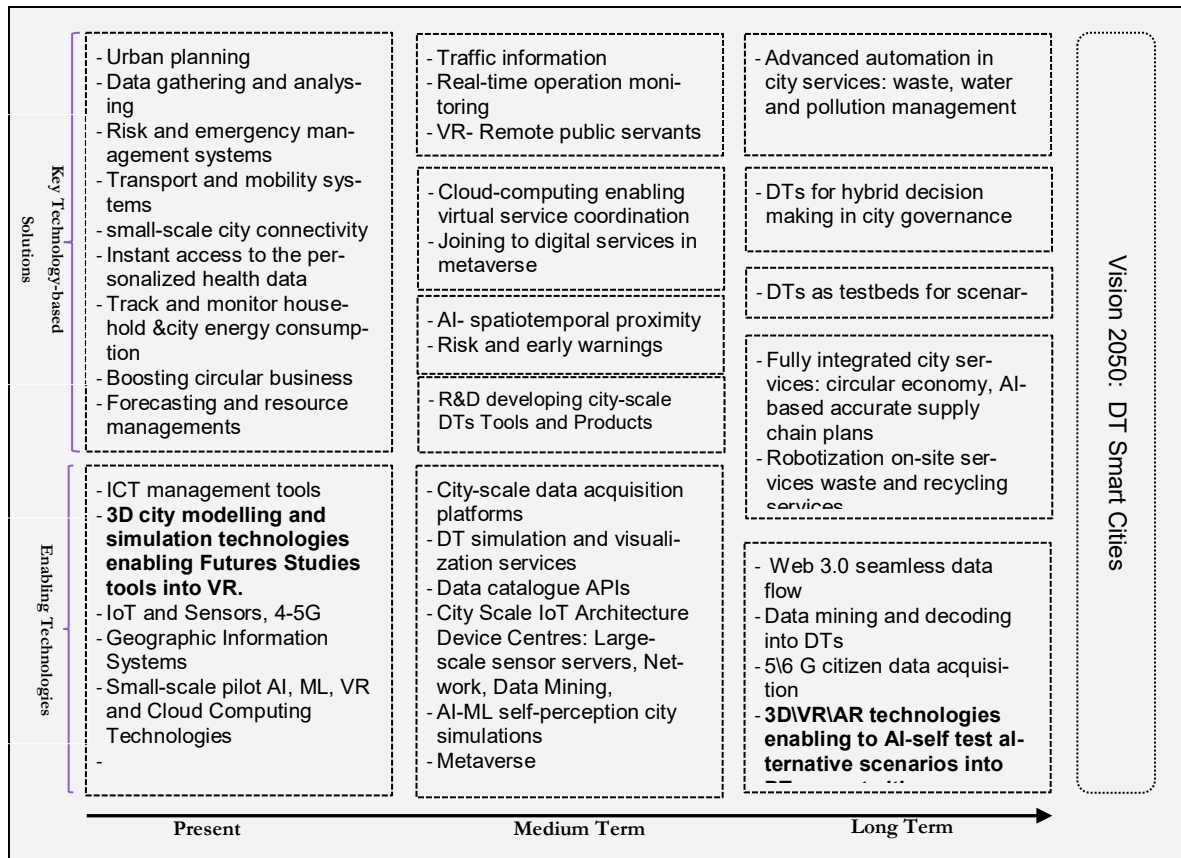 Key Technology-based
Solutions
- Urban planning
- Data gathering and analys-
ing
- Risk and emergency man-
agement systems
- Transport and mobility sys-
tems
- small-scale city connectivity
- Instant access to the per-
sonalized health data
- Track and monitor house-
hold &city energy consump-
tion
- Boosting circular business
- Forecasting and resource
managements
- Traffic information
- Real-time operation moni-
toring
- VR- Remote public servants
- Cloud-computing enabling
virtual service coordination
- Joining to digital services in
metaverse
- AI- spatiotemporal proximity
- Risk and early warnings
- R&D developing city-scale
DTs Tools and Products
- Advanced automation in
city services: waste, water
and pollution management
- DTs for hybrid decision
making in city governance
- DTs as testbeds for scenar-
- Fully integrated city ser-
vices: circular economy, AI-
based accurate supply
chain plans
- Robotization on-site ser-
vices waste and recycling
services
Enabling Technologies
- ICT management tools
- 3D city modelling and
simulation technologies
enabling Futures Studies
tools into VR.
- IoT and Sensors, 4-5G
- Geographic Information
Systems
- Small-scale pilot AI, ML, VR
and Cloud Computing
Technologies
-
- City-scale data acquisition
platforms
- DT simulation and visuali-
zation services
- Data catalogue APIs
- City Scale IoT Architecture
Device Centres: Large-
scale sensor servers, Net-
work, Data Mining,
- AI-ML self-perception city
simulations
- Metaverse
- Web 3.0 seamless data
flow
- Data mining and decoding
into DTs
- 5\6 G citizen data acquisi-
tion
- 3D\VR\AR technologies
enabling to AI-self test al-
ternative scenarios into
Vision 2050: DT Smart Cities
Present
Medium Term
Long Term